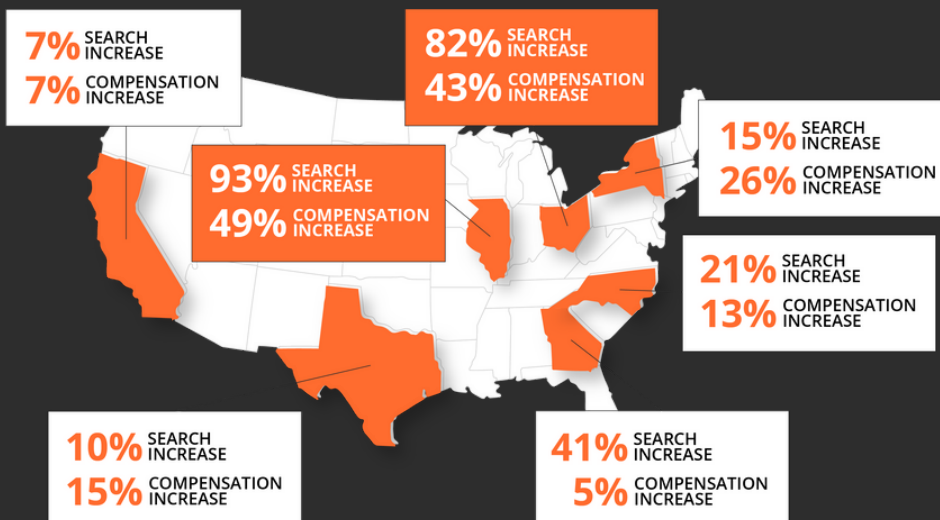 7% SEARCH
INCREASE
7% COMPENSATION
INCREASE
82% SEARCH
INCREASE
43% COMPENSATION
INCREASE
93% SEARCH
INCREASE
49% COMPENSATION
INCREASE
15% SEARCH
INCREASE
26% COMPENSATION
INCREASE
21% SEARCH
INCREASE
13% COMPENSATION
INCREASE
10% SEARCH
INCREASE
15% COMPENSATION
INCREASE
41% SEARCH
INCREASE
5% COMPENSATION
INCREASE